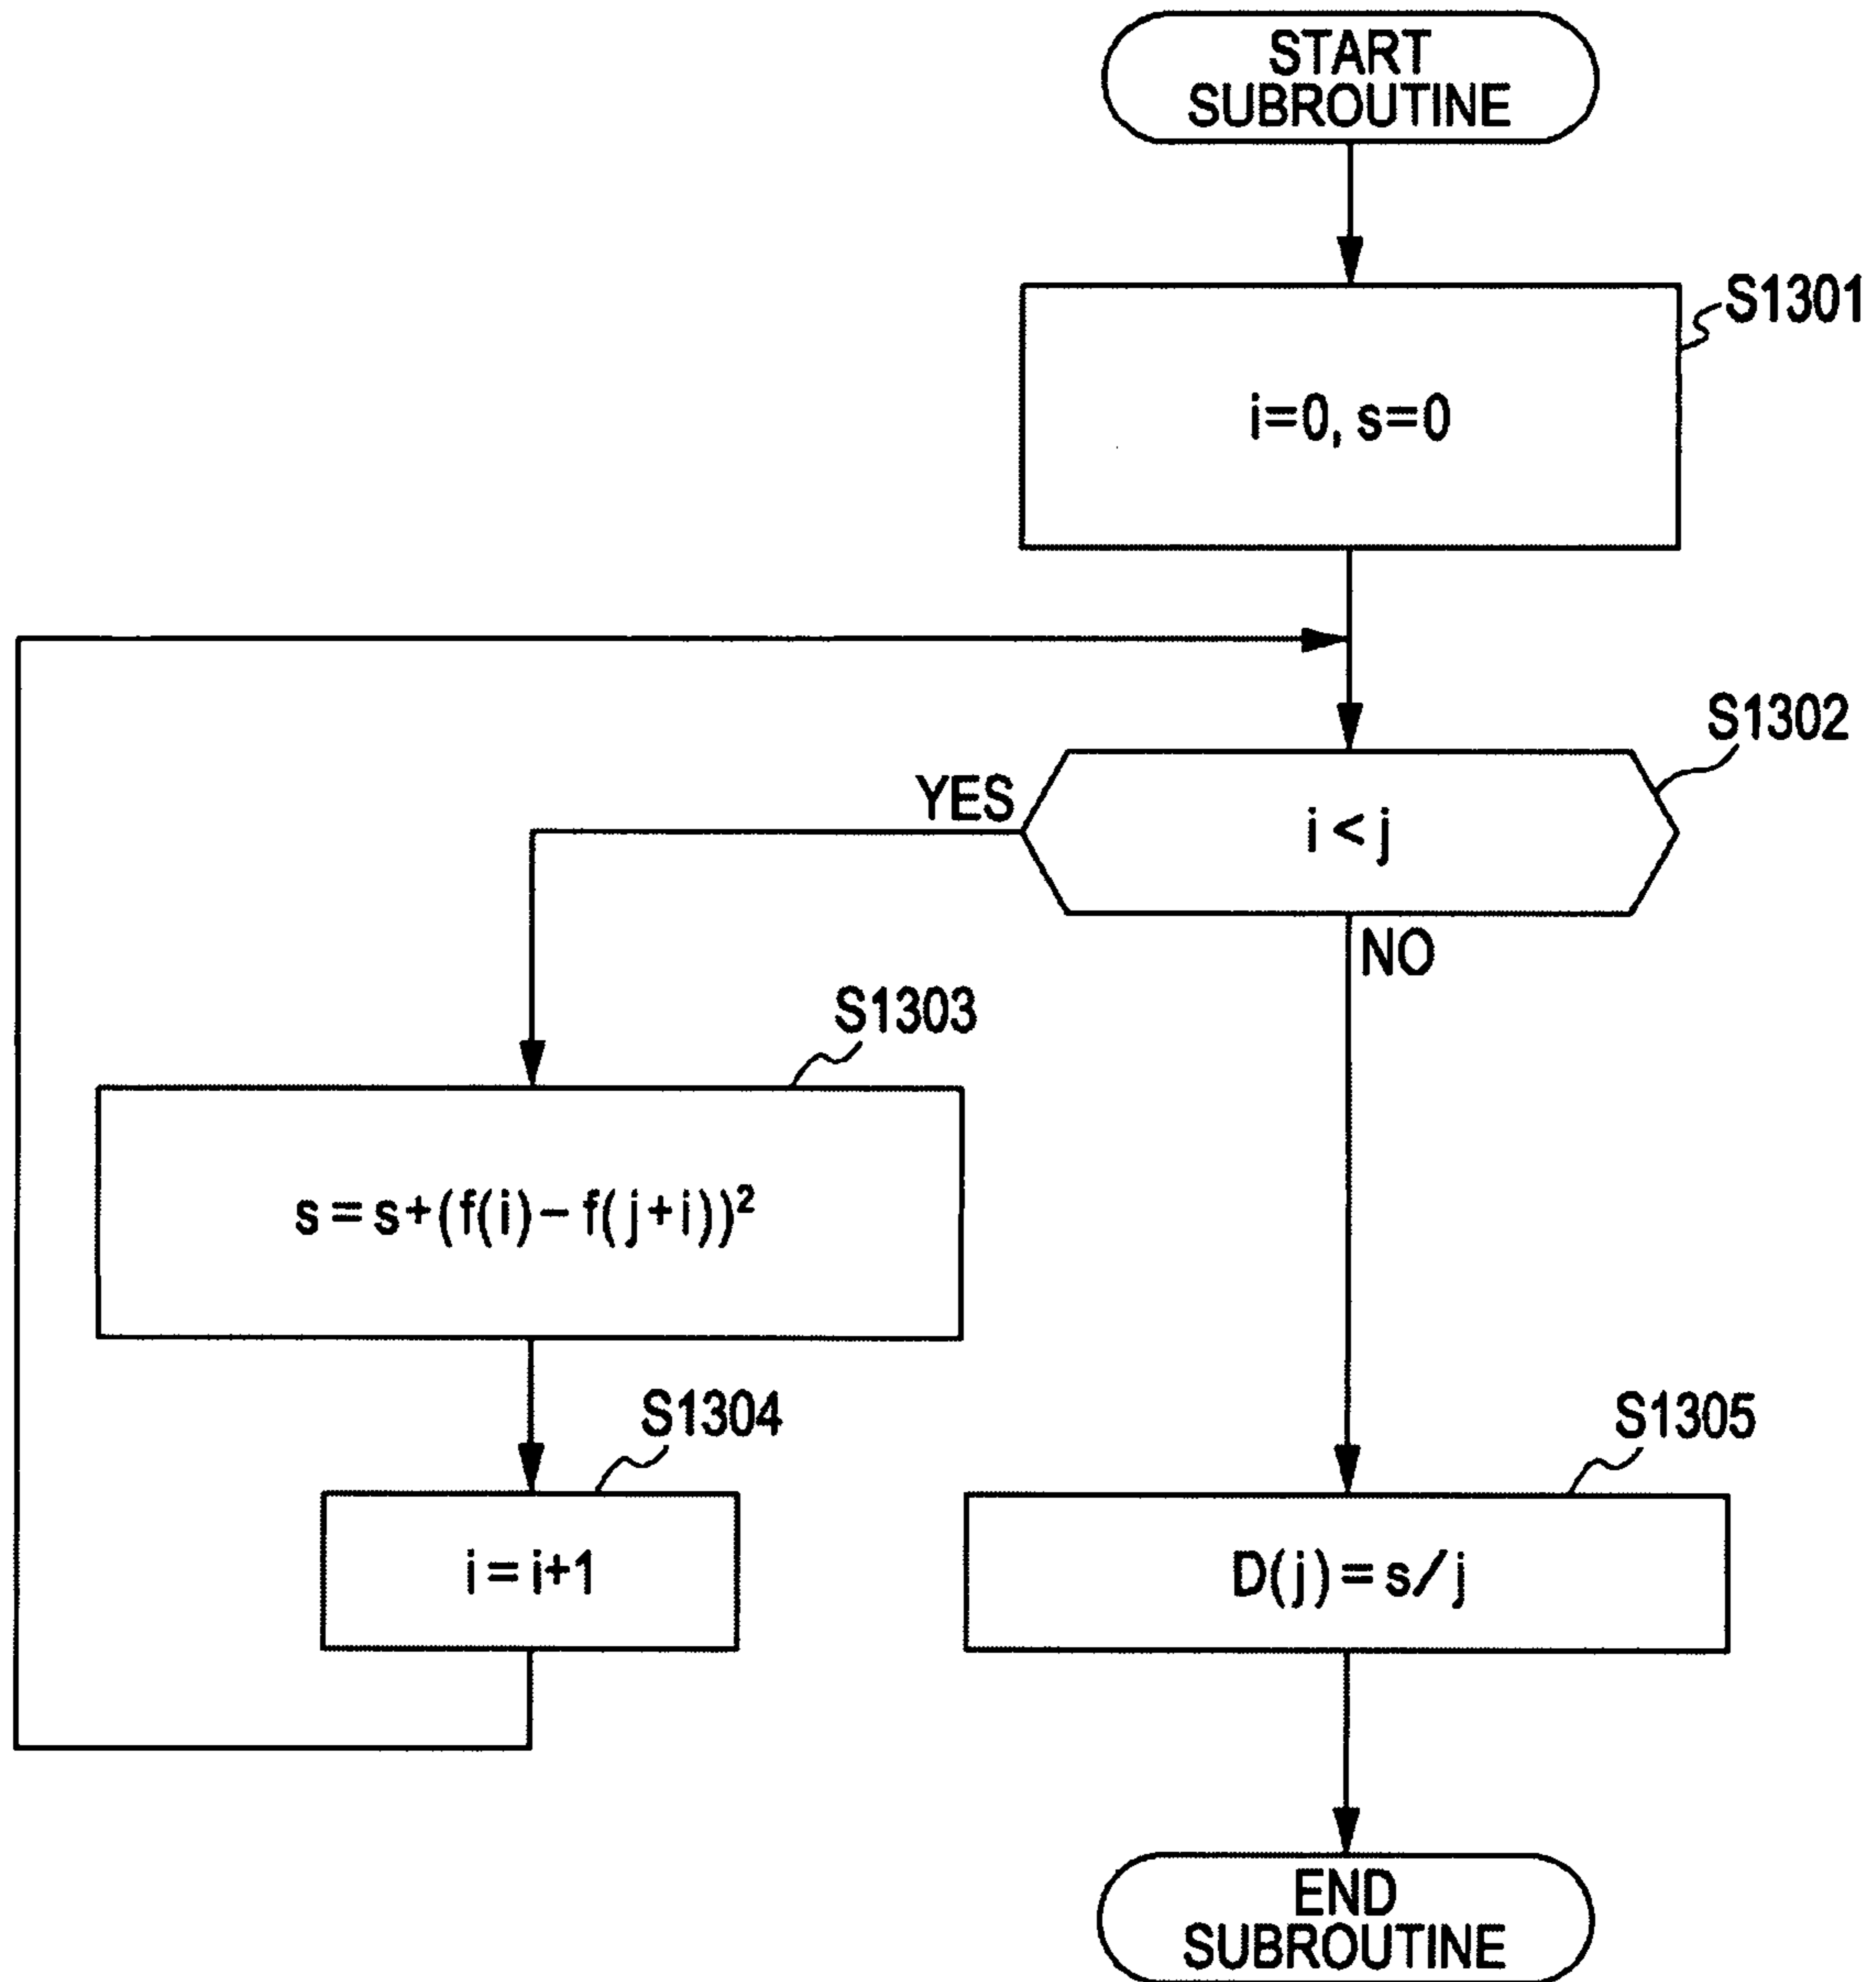 START
SUBROUTINE
S1301
i=0, s=0
S1302
YES
i < j
NO
S1303
s = s+(f(i)− f(j+i))²
S1304
S1305
i = i+1
D(j) = s/j
END
SUBROUTINE